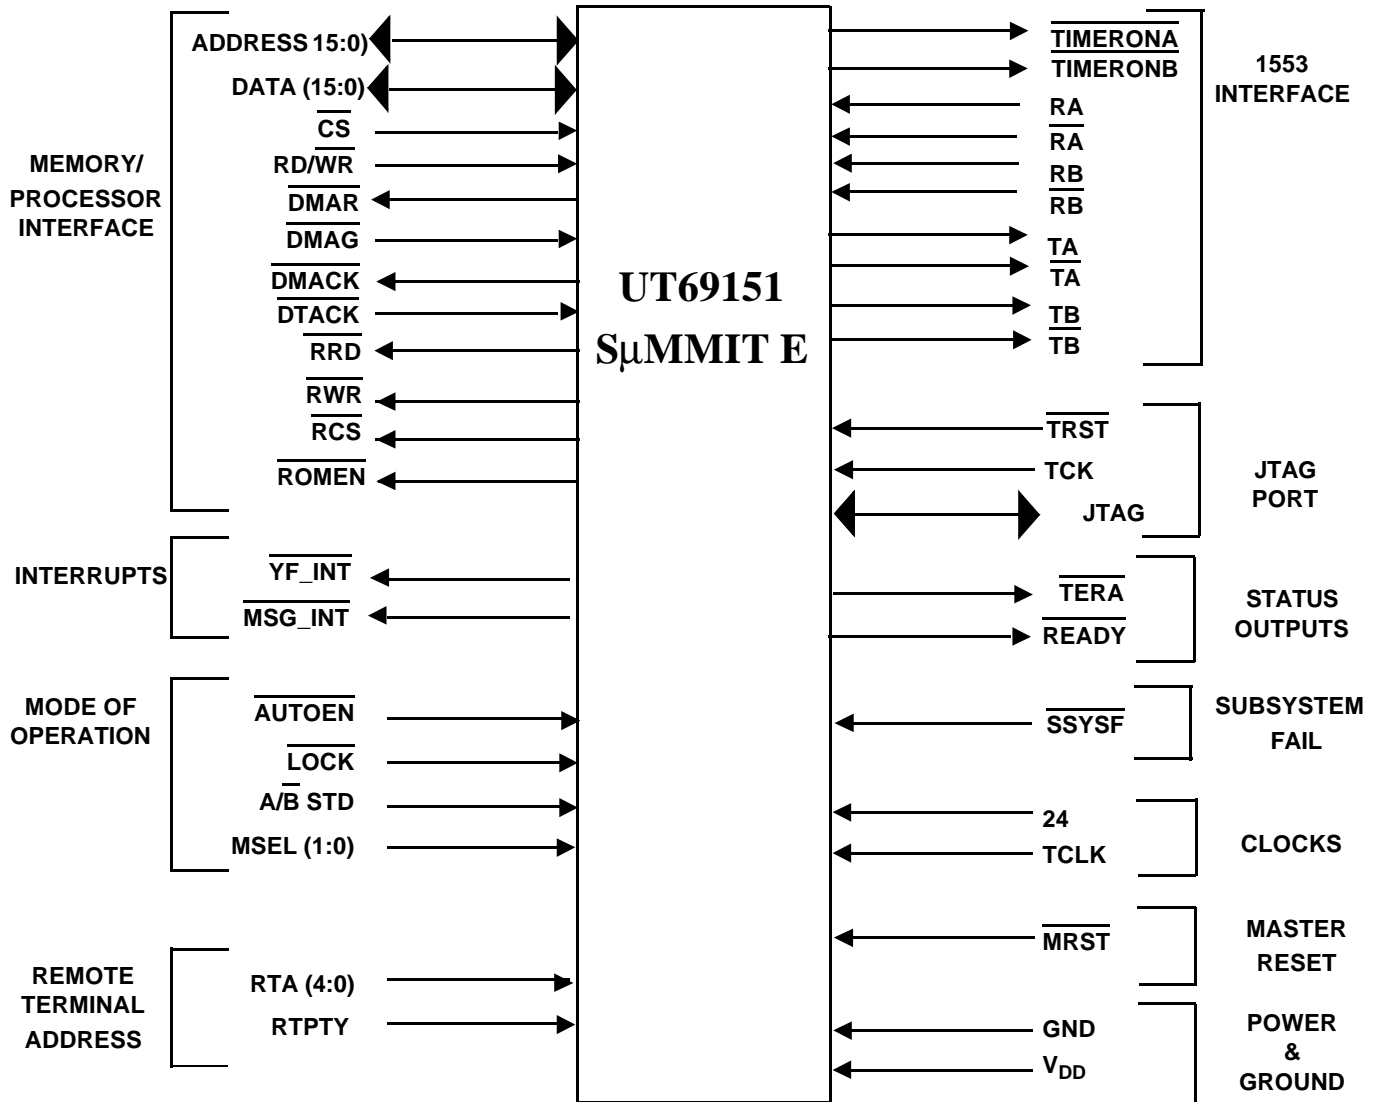 MEMORY/
PROCESSOR
INTERFACE
ADDRESS 15:0)
DATA (15:0)
CS
RD/WR
DMAR
DMAG
DMACK
DTACK
RRD
RWR
RCS
ROMEN
INTERRUPTS
YF_INT
MSG_INT
MODE OF
OPERATION
AUTOEN
LOCK
A/B STD
MSEL (1:0)
REMOTE
TERMINAL
ADDRESS
RTA (4:0)
RTPTY
UT69151
SμMMIT E
TIMERONA
TIMERONB
RA
RA
RB
RB
TA
TA
TB
TB
1553
INTERFACE
TRST
TCK
JTAG
JTAG
PORT
TERA
READY
STATUS
OUTPUTS
SSYSF
SUBSYSTEM
FAIL
24
TCLK
CLOCKS
MRST
MASTER
RESET
GND
VDD
POWER
&
GROUND